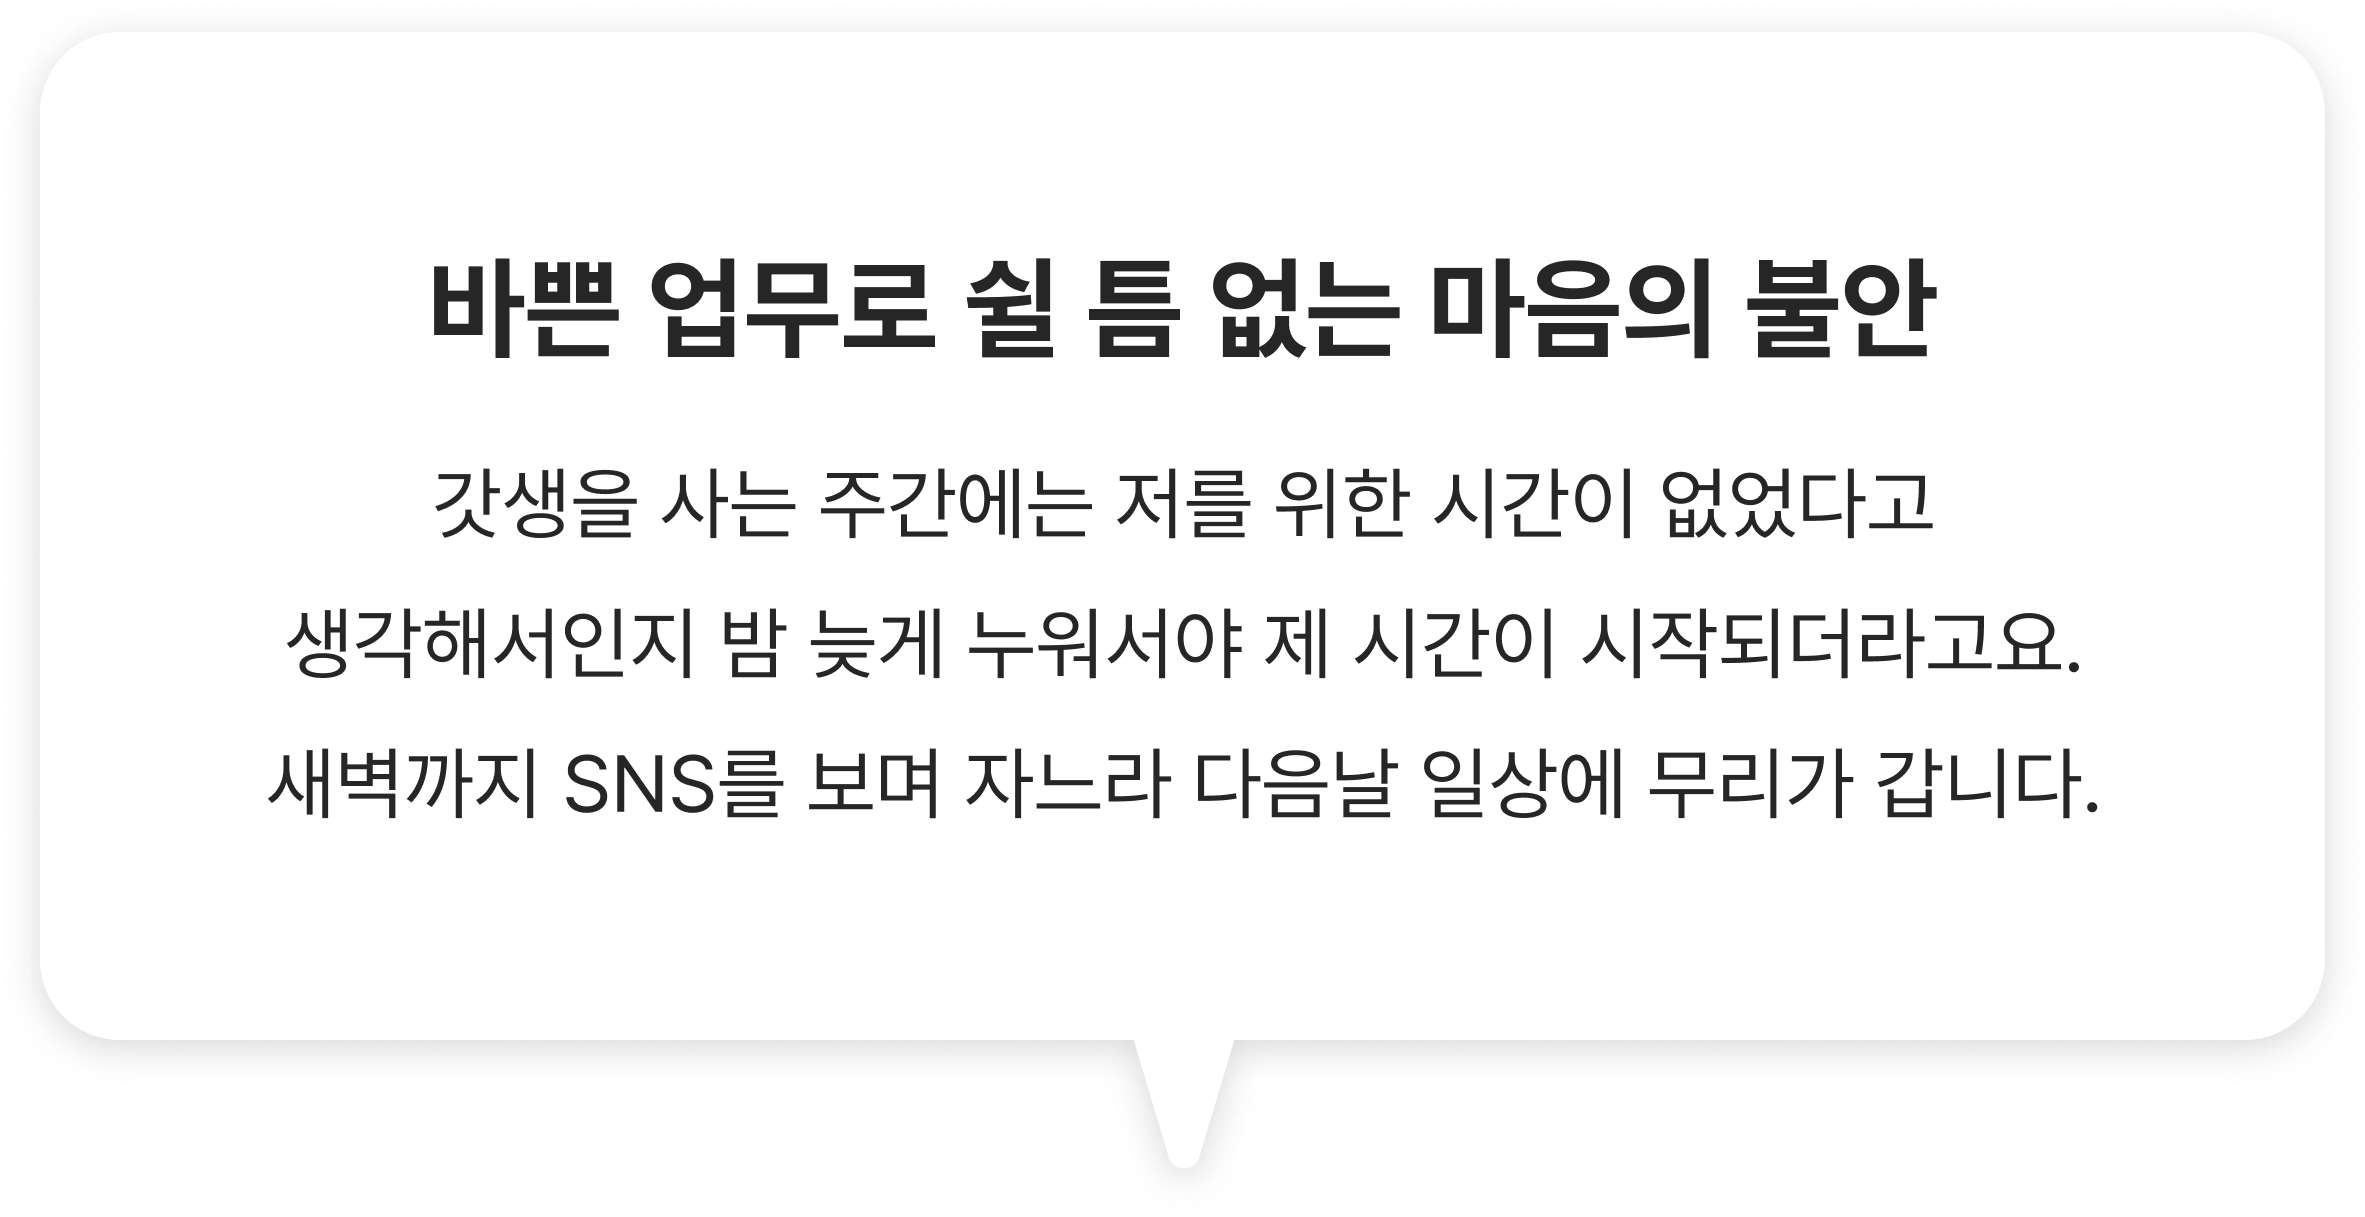 바쁜 업무로 쉴 틈 없는 마음의 불안
갓생을 사는 주간에는 저를 위한 시간이 없었다고
생각해서인지 밤 늦게 누워서야 제 시간이 시작되더라고요.
새벽까지 SNS를 보며 자느라 다음날 일상에 무리가 갑니다.